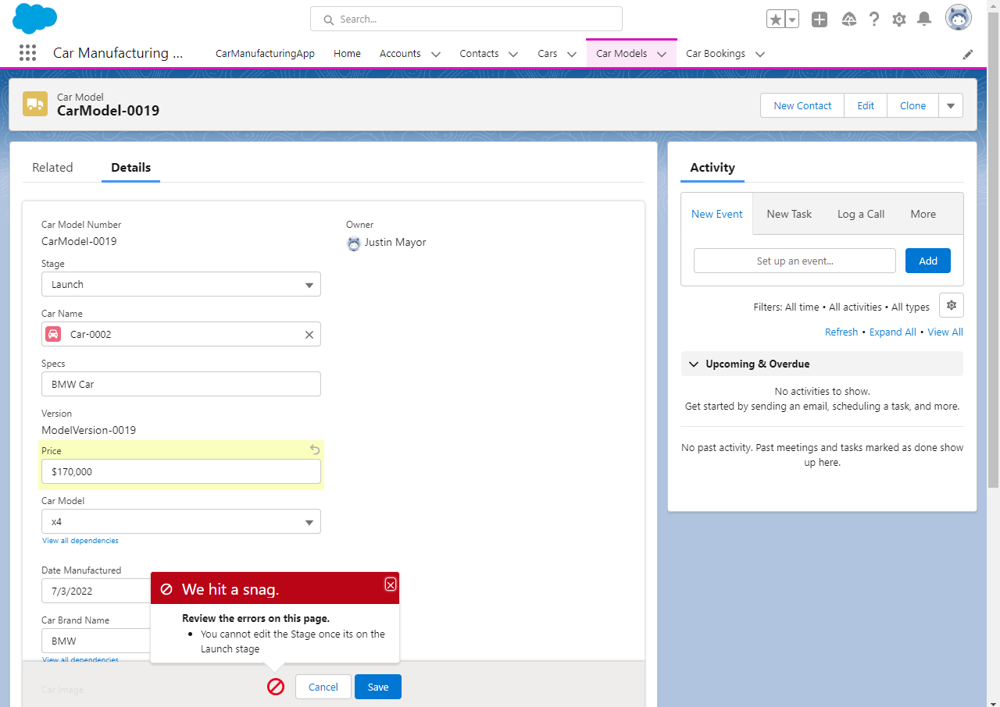 Search...
Car Manufacturing ...
CarManufacturingApp
Home
Accounts
Contacts
Cars
Car Models
Car Bookings
Car Model
CarModel-0019
New Contact
Edit
Clone
Related
Details
Car Model Number
CarModel-0019
Owner
Justin Mayor
Stage
Launch
Car Name
Car-0002
Specs
BMW Car
Version
ModelVersion-0019
Price
$170,000
Car Model
x4
View all dependencies
Date Manufactured
7/3/2022
Car Brand Name
BMW
View all dependencies
Car Image
We hit a snag.
Review the errors on this page.
• You cannot edit the Stage once its on the
Launch stage
Cancel
Save
Activity
New Event
New Task
Log a Call
More
Set up an event...
Add
Filters: All time • All activities • All types
Refresh • Expand All • View All
Upcoming & Overdue
No activities to show.
Get started by sending an email, scheduling a task, and more.
No past activity. Past meetings and tasks marked as done show
up here.